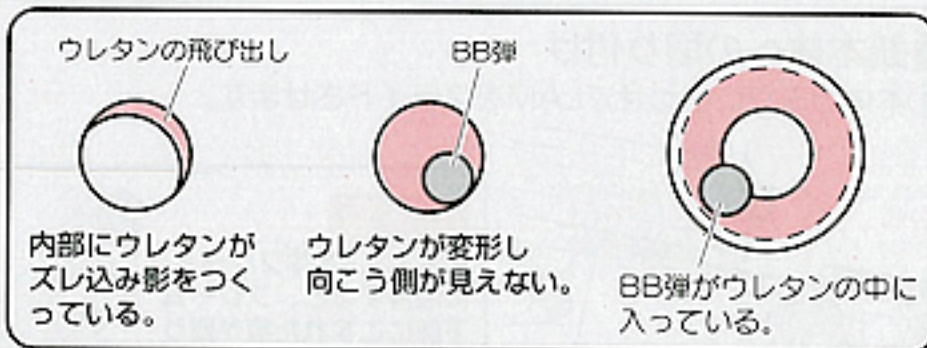 ウレタンの飛び出し
BB弾
内部にウレタンが
ズレ込み影をつく
っている。
ウレタンが変形し
向こう側が見えない。
BB弾がウレタンの中に
入っている。